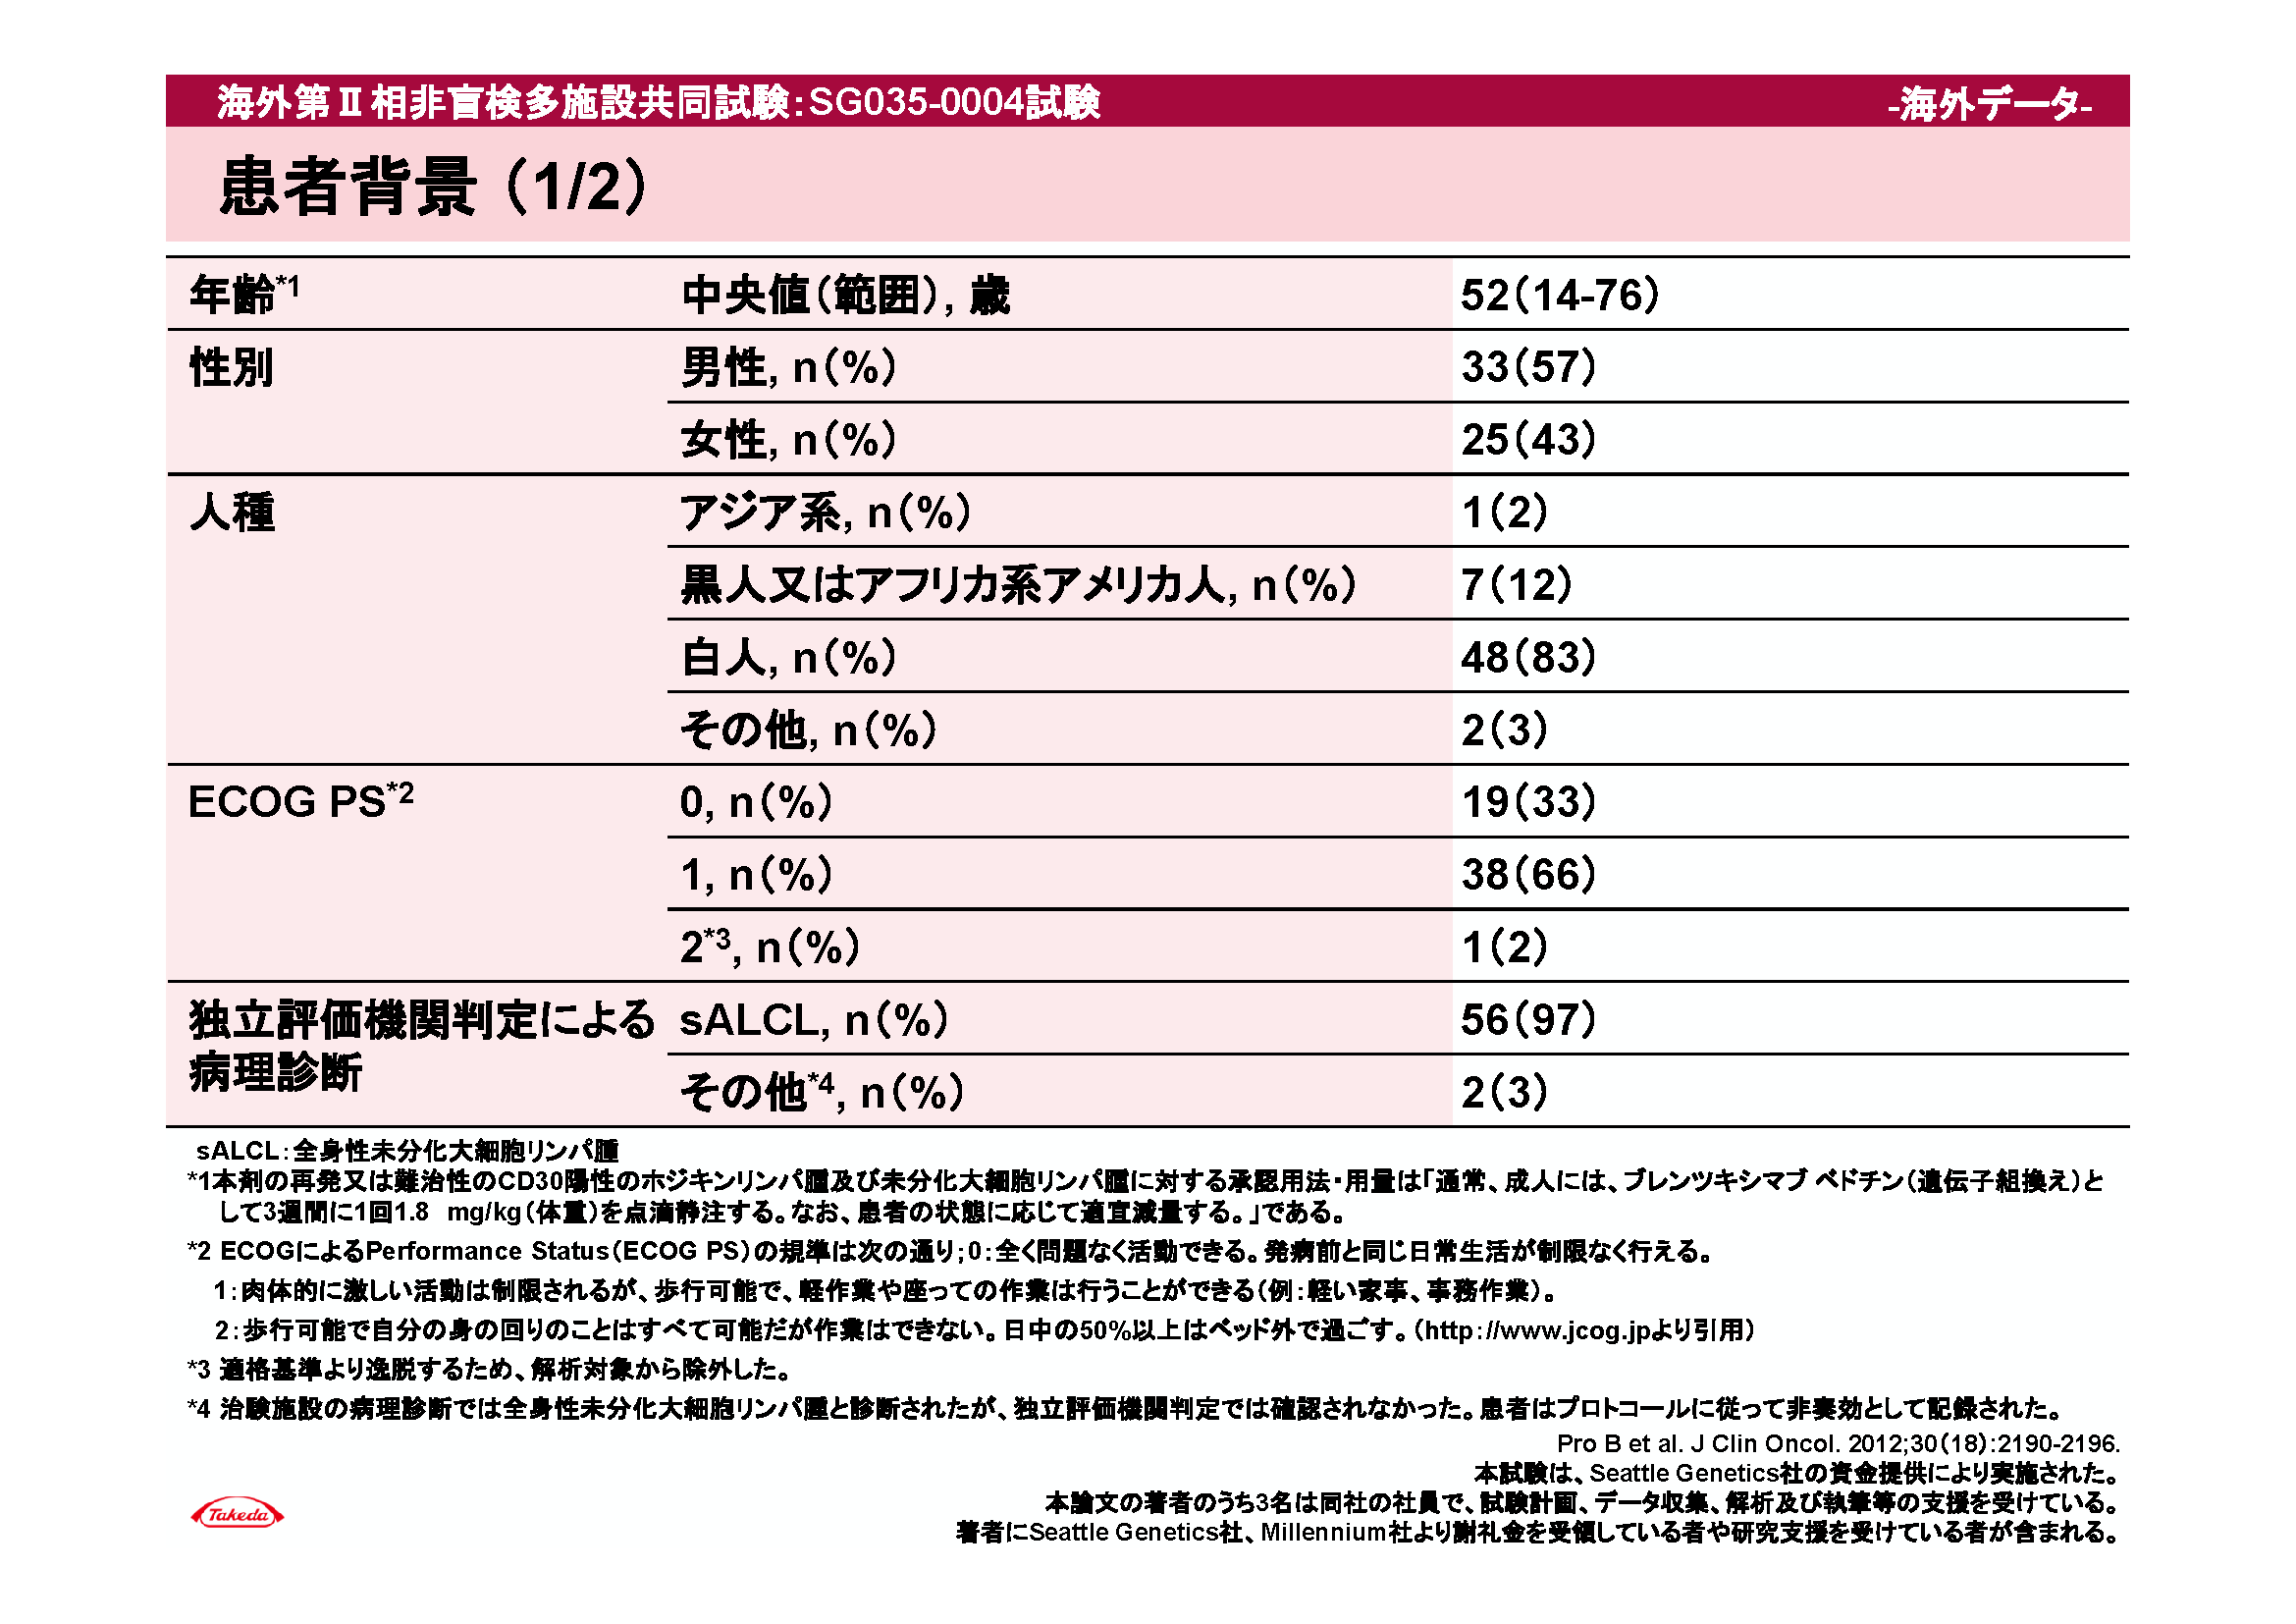 海外第Ⅱ相非盲検多施設共同試験：SG035-0004試験
-海外データ-
患者背景（1/2）
年齢*1 中央値（範囲）, 歳 52（14-76）
性別 男性, n（%） 33（57）
女性, n（%） 25（43）
人種 アジア系, n（%） 1（2）
黒人又はアフリカ系アメリカ人, n（%） 7（12）
白人, n（%） 48（83）
その他, n（%） 2（3）
ECOG PS*2 0, n（%） 19（33）
1, n（%） 38（66）
2*3, n（%） 1（2）
独立評価機関判定による sALCL, n（%） 56（97）
病理診断
その他*4, n（%） 2（3）
sALCL：全身性未分化大細胞リンパ腫
*1本剤の再発又は難治性のCD30陽性のホジキンリンパ腫及び未分化大細胞リンパ腫に対する承認用法・用量は「通常、成人には、ブレンツキシマブ ベドチン（遺伝子組換え）と
して3週間に1回1.8 mg/kg（体重）を点滴静注する。なお、患者の状態に応じて適宜減量する。」である。
*2 ECOGによるPerformance Status（ECOG PS）の規準は次の通り；0：全く問題なく活動できる。発病前と同じ日常生活が制限なく行える。
1：肉体的に激しい活動は制限されるが、歩行可能で、軽作業や座っての作業は行うことができる（例：軽い家事、事務作業）。
2：歩行可能で自分の身の回りのことはすべて可能だが作業はできない。日中の50%以上はベッド外で過ごす。（http：//www.jcog.jpより引用）
*3 適格基準より逸脱するため、解析対象から除外した。
*4 治験施設の病理診断では全身性未分化大細胞リンパ腫と診断されたが、独立評価機関判定では確認されなかった。患者はプロトコールに従って非奏効として記録された。
Pro B et al. J Clin Oncol. 2012;30（18）:2190-2196.
本試験は、Seattle Genetics社の資金提供により実施された。
本論文の著者のうち3名は同社の社員で、試験計画、データ収集、解析及び執筆等の支援を受けている。
著者にSeattle Genetics社、Millennium社より謝礼金を受領している者や研究支援を受けている者が含まれる。
Takeda